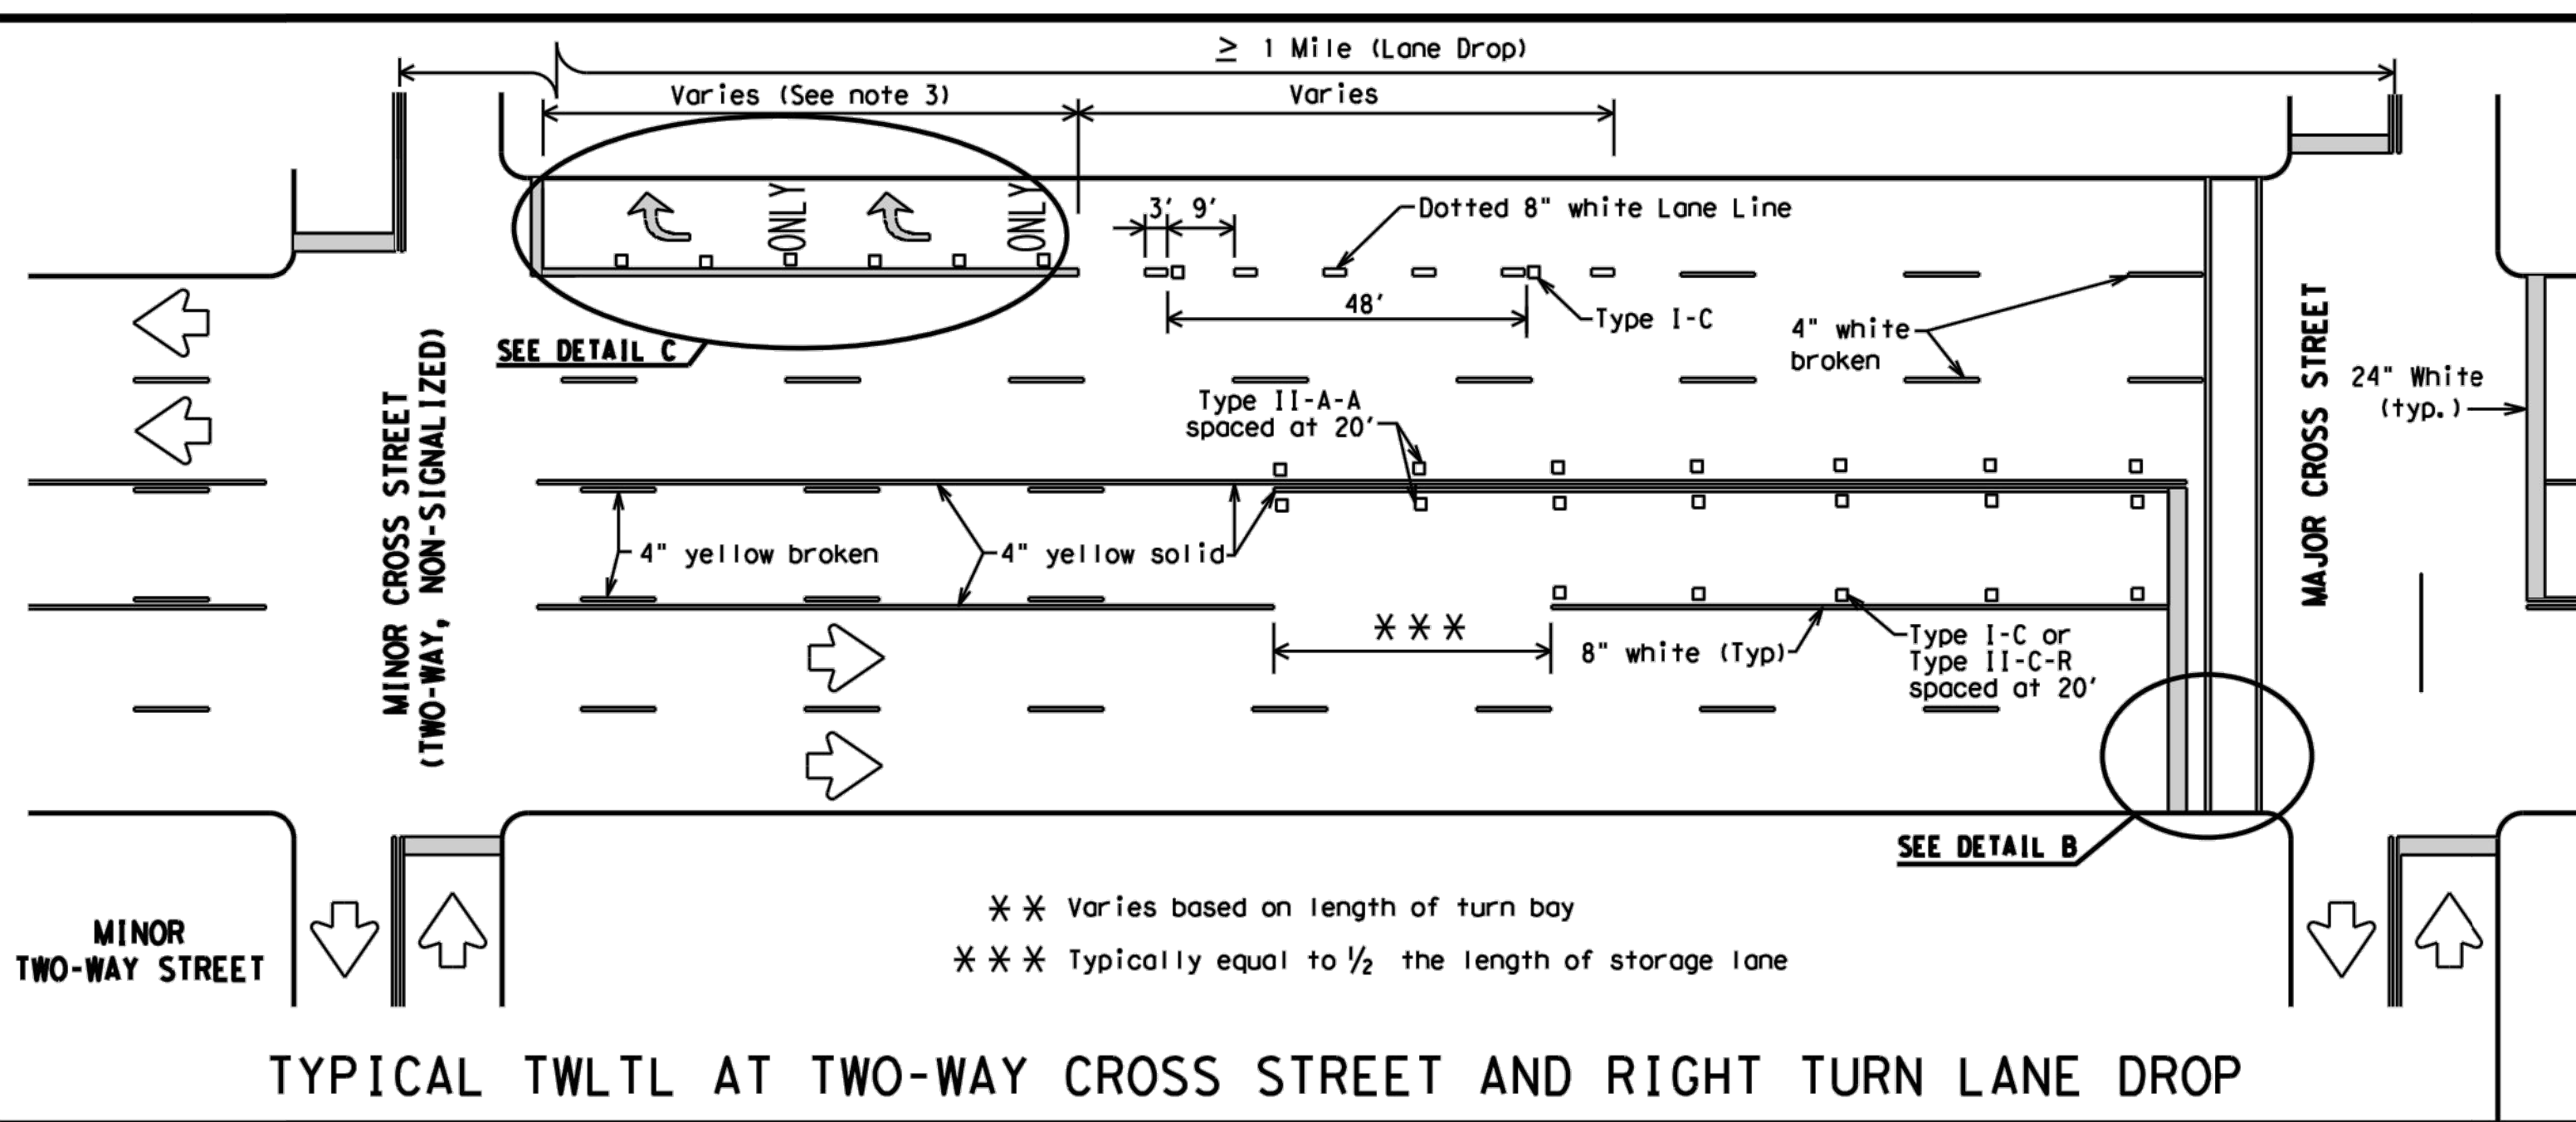 ≥ 1 Mile (Lane Drop)
Varies (See note 3)
Varies
ONLY
ONLY
3' 9'
Dotted 8" white Lane Line
48'
Type I-C
SEE DETAIL C
4" white
broken
MINOR CROSS STREET
(TWO-WAY, NON-SIGNALIZED)
MAJOR CROSS STREET
24" White
(typ.)
Type II-A-A
spaced at 20'
4" yellow broken
4" yellow solid
***
8" white (Typ)
Type I-C or
Type II-C-R
spaced at 20'
SEE DETAIL B
** Varies based on length of turn bay
*** Typically equal to ½ the length of storage lane
MINOR
TWO-WAY STREET
TYPICAL TWLTL AT TWO-WAY CROSS STREET AND RIGHT TURN LANE DROP